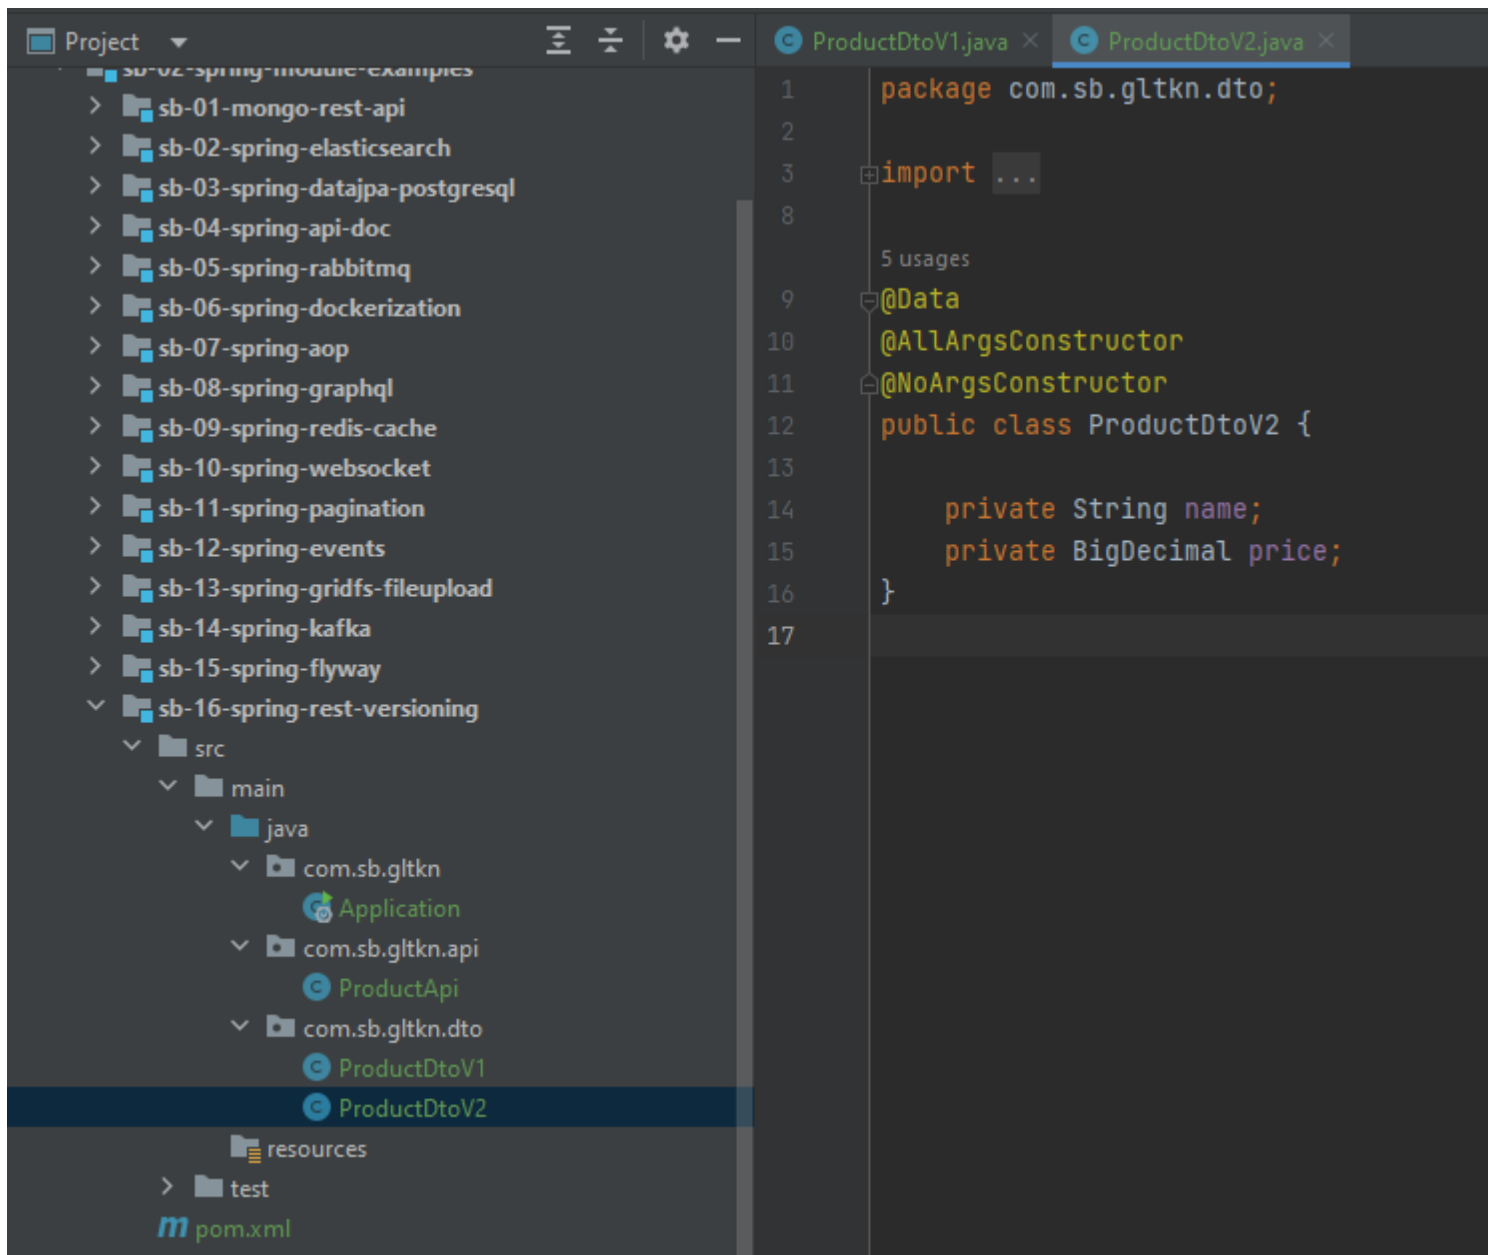 Project
sb-02-spring-module-examples
sb-01-mongo-rest-api
sb-02-spring-elasticsearch
sb-03-spring-datajpa-postgresql
sb-04-spring-api-doc
sb-05-spring-rabbitmq
sb-06-spring-dockerization
sb-07-spring-aop
sb-08-spring-graphql
sb-09-spring-redis-cache
sb-10-spring-websocket
sb-11-spring-pagination
sb-12-spring-events
sb-13-spring-gridfs-fileupload
sb-14-spring-kafka
sb-15-spring-flyway
sb-16-spring-rest-versioning
src
main
java
com.sb.gltkn
Application
com.sb.gltkn.api
ProductApi
com.sb.gltkn.dto
ProductDtoV1
ProductDtoV2
resources
test
pom.xml
ProductDtoV1.java ProductDtoV2.java
1 package com.sb.gltkn.dto;
2
3 import ...
8
5 usages
9 @Data
10 @AllArgsConstructor
11 @NoArgsConstructor
12 public class ProductDtoV2 {
13
14 private String name;
15 private BigDecimal price;
16 }
17